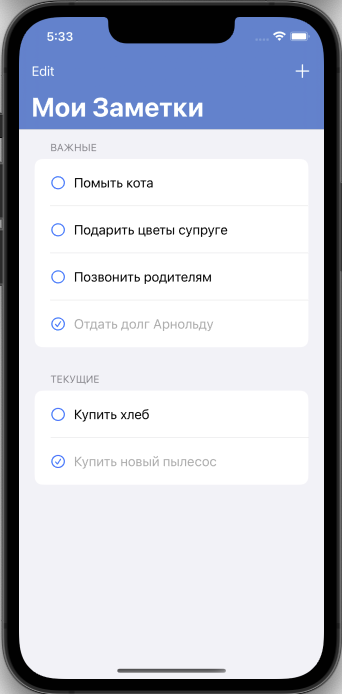 5:33
Edit
Мои Заметки
ВАЖНЫЕ
Помыть кота
Подарить цветы супруге
Позвонить родителям
Отдать долг Арнольду
ТЕКУЩИЕ
Купить хлеб
Купить новый пылесос